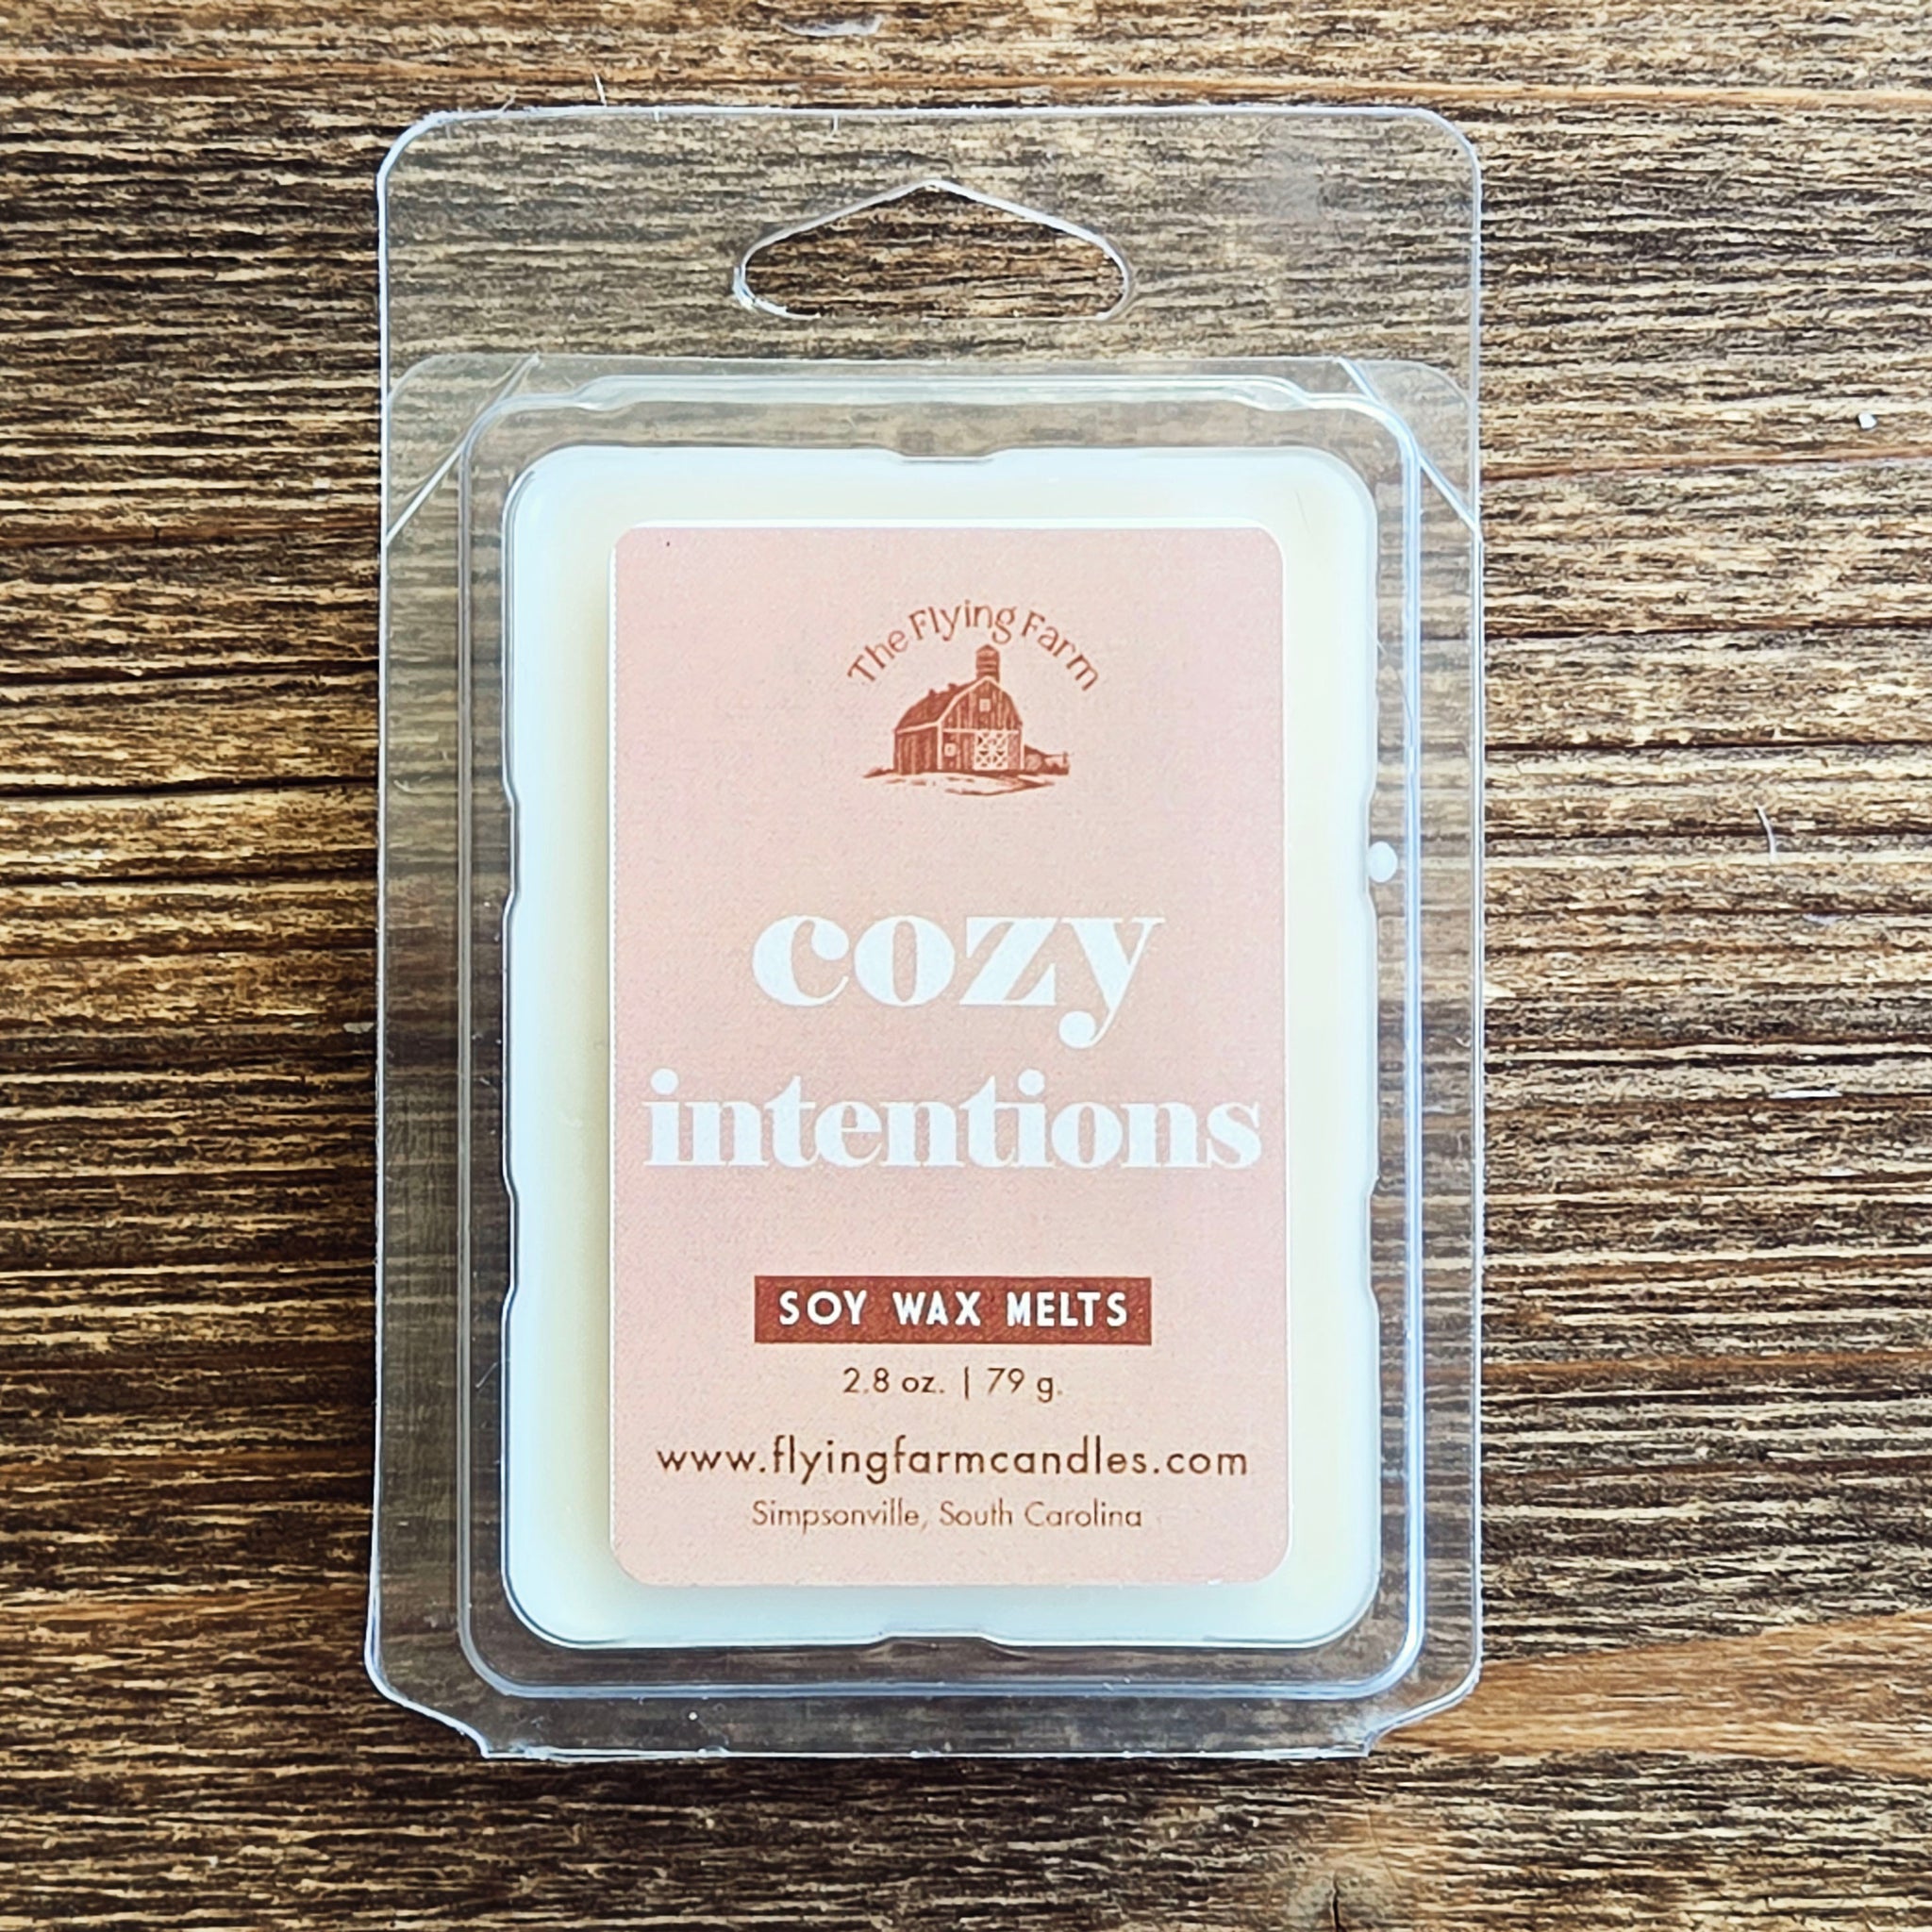 The Flying Farm
cozy
intentions
SOY WAX MELTS
2.8 oz. | 79 g.
www.flyingfarmcandles.com
Simpsonville, South Carolina